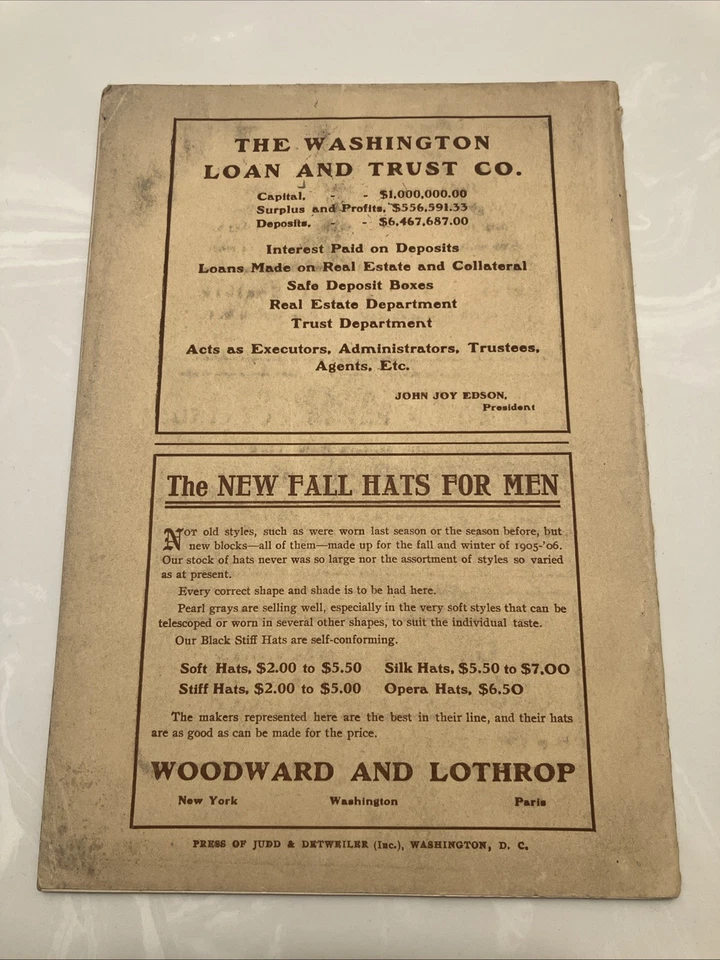 THE WASHINGTON
LOAN AND TRUST CO.
Capital, - - $1,000,000.00
Surplus and Profits, $556,591.33
Deposits, - - $6,467,687.00
Interest Paid on Deposits
Loans Made on Real Estate and Collateral
Safe Deposit Boxes
Real Estate Department
Trust Department
Acts as Executors, Administrators, Trustees,
Agents, Etc.
JOHN JOY EDSON,
President
The NEW FALL HATS FOR MEN
NOT old styles, such as were worn last season or the season before, but
new blocks—all of them—made up for the fall and winter of 1905-'06.
Our stock of hats never was so large nor the assortment of styles so varied
as at present.
Every correct shape and shade is to be had here.
Pearl grays are selling well, especially in the very soft styles that can be
telescoped or worn in several other shapes, to suit the individual taste.
Our Black Stiff Hats are self-conforming.
Soft Hats, $2.00 to $5.50 Silk Hats, $5.50 to $7.00
Stiff Hats, $2.00 to $5.00 Opera Hats, $6.50
The makers represented here are the best in their line, and their hats
are as good as can be made for the price.
WOODWARD AND LOTHROP
New York Washington Paris
PRESS OF JUDD & DETWEILER (Inc.), WASHINGTON, D. C.